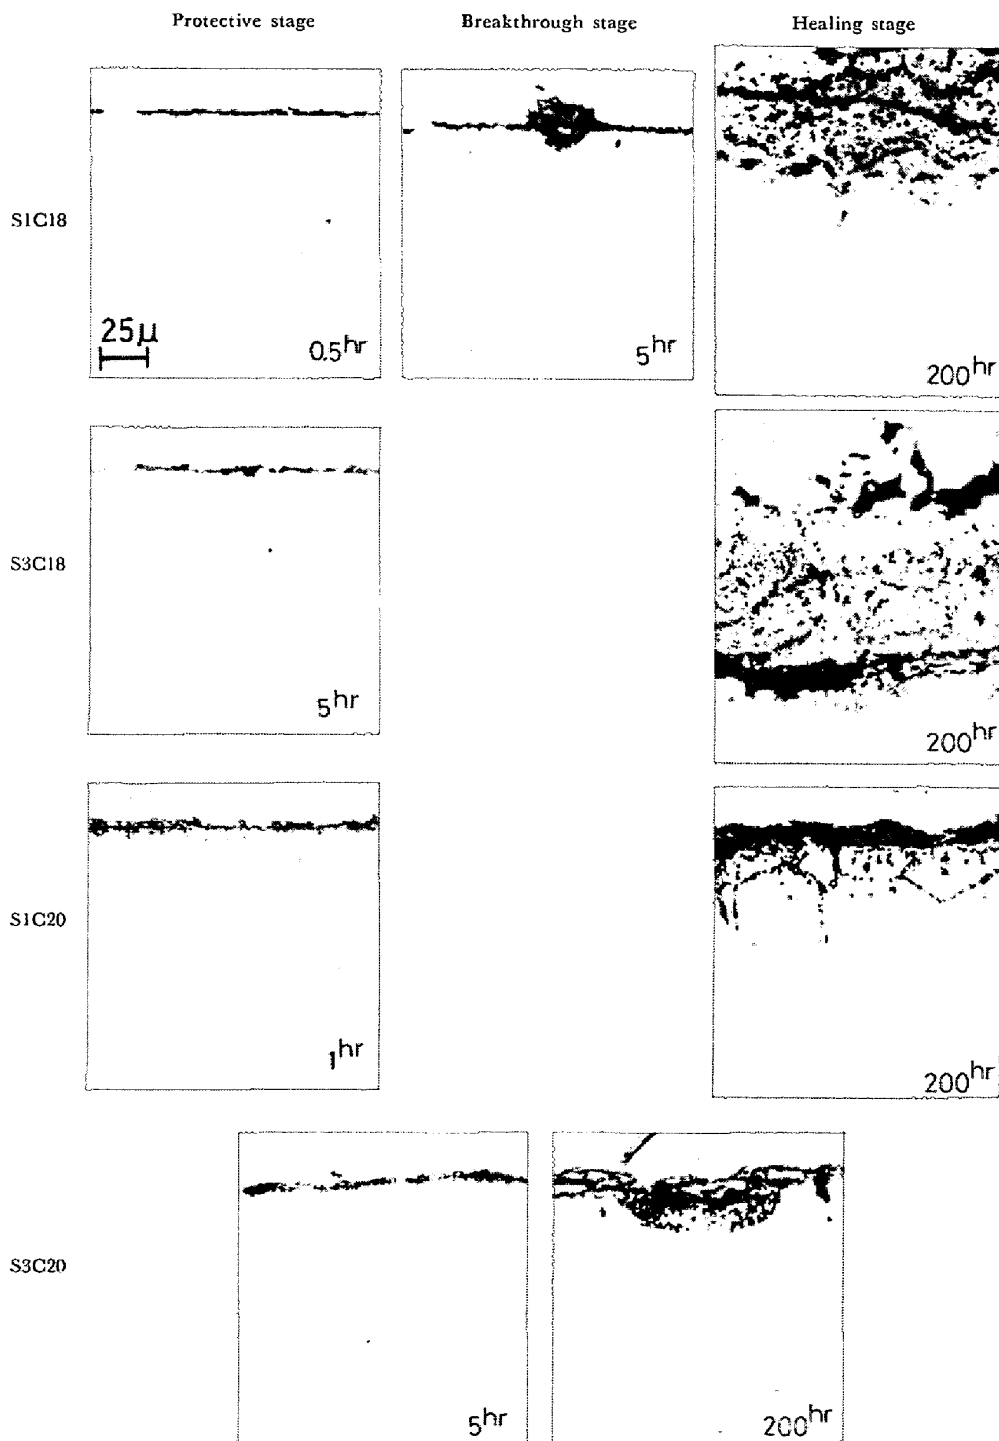 Protective stage Breakthrough stage Healing stage
S1C18
25μ
0.5hr
5hr
200hr
S3C18
5hr
200hr
S1C20
1hr
200hr
S3C20
5hr
200hr